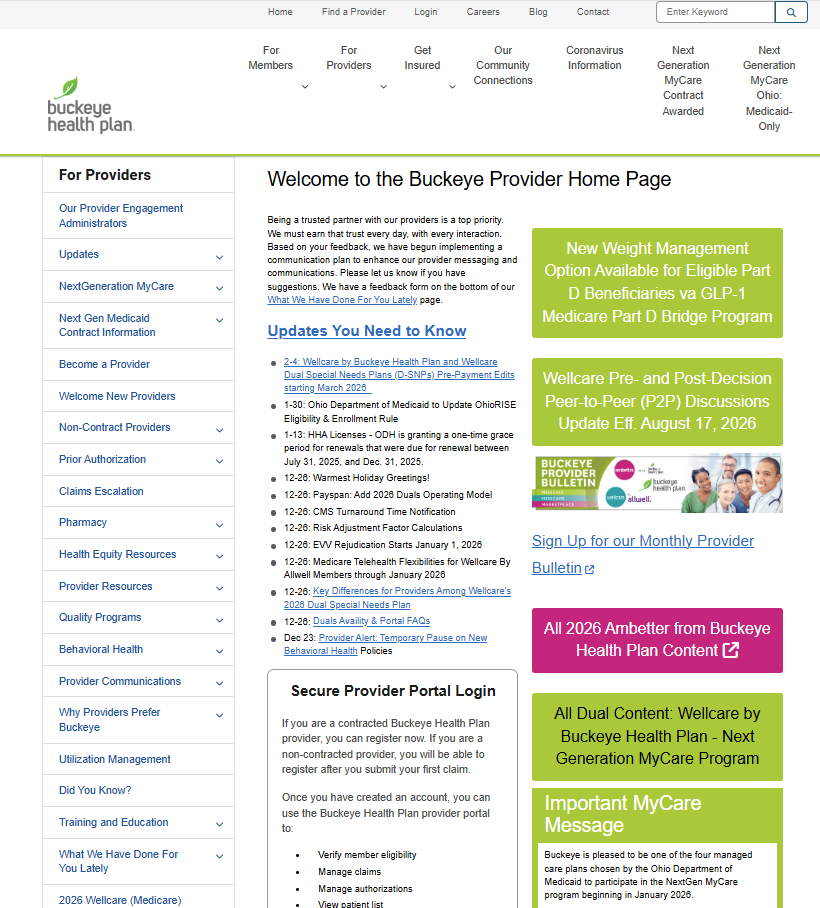 Home
Find a Provider
Login
Careers
Blog
Contact
Enter Keyword
For
Members
For
Providers
Get
Insured
Our
Community
Connections
Coronavirus
Information
Next
Generation
MyCare
Contract
Awarded
Next
Generation
MyCare
Ohio:
Medicaid-
Only
buckeye
health plan.
For Providers
Our Provider Engagement
Administrators
Updates
NextGeneration MyCare
Next Gen Medicaid
Contract Information
Become a Provider
Welcome New Providers
Non-Contract Providers
Prior Authorization
Claims Escalation
Pharmacy
Health Equity Resources
Provider Resources
Quality Programs
Behavioral Health
Provider Communications
Why Providers Prefer
Buckeye
Utilization Management
Did You Know?
Training and Education
What We Have Done For
You Lately
2026 Wellcare (Medicare)
Welcome to the Buckeye Provider Home Page
Being a trusted partner with our providers is a top priority.
We must earn that trust every day, with every interaction.
Based on your feedback, we have begun implementing a
communication plan to enhance our provider messaging and
communications. Please let us know if you have
suggestions. We have a feedback form on the bottom of our
What We Have Done For You Lately page.
Updates You Need to Know
2-4: Wellcare by Buckeye Health Plan and Wellcare
Dual Special Needs Plans (D-SNPs) Pre-Payment Edits
starting March 2026
1-30: Ohio Department of Medicaid to Update OhioRISE
Eligibility & Enrollment Rule
1-13: HHA Licenses - ODH is granting a one-time grace
period for renewals that were due for renewal between
July 31, 2025, and Dec. 31, 2025.
12-26: Warmest Holiday Greetings!
12-26: Payspan: Add 2026 Duals Operating Model
12-26: CMS Turnaround Time Notification
12-26: Risk Adjustment Factor Calculations
12-26: EVV Rejudication Starts January 1, 2026
12-26: Medicare Telehealth Flexibilities for Wellcare By
Allwell Members through January 2026
12-26: Key Differences for Providers Among Wellcare's
2026 Dual Special Needs Plan
12-26: Duals Availity & Portal FAQs
Dec 23: Provider Alert: Temporary Pause on New
Behavioral Health Policies
Secure Provider Portal Login
If you are a contracted Buckeye Health Plan
provider, you can register now. If you are a
non-contracted provider, you will be able to
register after you submit your first claim.
Once you have created an account, you can
use the Buckeye Health Plan provider portal
to:
Verify member eligibility
Manage claims
Manage authorizations
View patient list
New Weight Management
Option Available for Eligible Part
D Beneficiaries va GLP-1
Medicare Part D Bridge Program
Wellcare Pre- and Post-Decision
Peer-to-Peer (P2P) Discussions
Update Eff. August 17, 2026
BUCKEYE
PROVIDER
BULLETIN
MEDICAID
MEDICARE
MARKETPLACE
ambetter
buckeye
health plan.
wellcare
allwell.
Sign Up for our Monthly Provider
Bulletin
All 2026 Ambetter from Buckeye
Health Plan Content
All Dual Content: Wellcare by
Buckeye Health Plan - Next
Generation MyCare Program
Important MyCare
Message
Buckeye is pleased to be one of the four managed
care plans chosen by the Ohio Department of
Medicaid to participate in the NextGen MyCare
program beginning in January 2026.